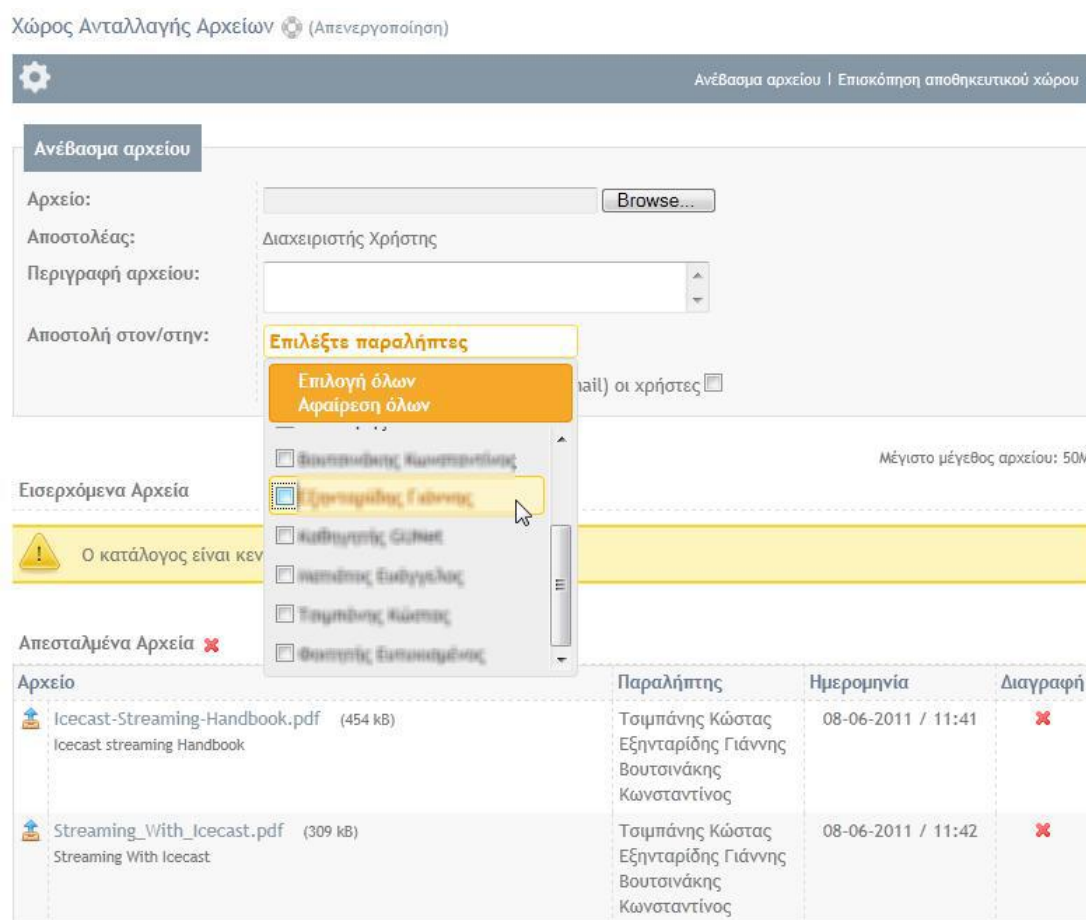 Χώρος Ανταλλαγής Αρχείων (Απενεργοποίηση)
Ανέβασμα αρχείου | Επισκόπηση αποθηκευτικού χώρου
Ανέβασμα αρχείου
Αρχείο: Browse...
Αποστολέας: Διαχειριστής Χρήστης
Περιγραφή αρχείου:
Αποστολή στον/στην: Επιλέξτε παραλήπτες
Επιλογή όλων
Αφαίρεση όλων
ail) οι χρήστες
Μέγιστο μέγεθος αρχείου: 50M
Εισερχόμενα Αρχεία
Ο κατάλογος είναι κεν
Απεσταλμένα Αρχεία
Αρχείο Παραλήπτης Ημερομηνία Διαγραφή
Icecast-Streaming-Handbook.pdf (454 kB) Τσιμπάνης Κώστας 08-06-2011 / 11:41
Icecast streaming Handbook Εξηνταρίδης Γιάννης
Βουτσινάκης
Κωνσταντίνος
Streaming_With_Icecast.pdf (309 kB) Τσιμπάνης Κώστας 08-06-2011 / 11:42
Streaming With Icecast Εξηνταρίδης Γιάννης
Βουτσινάκης
Κωνσταντίνος